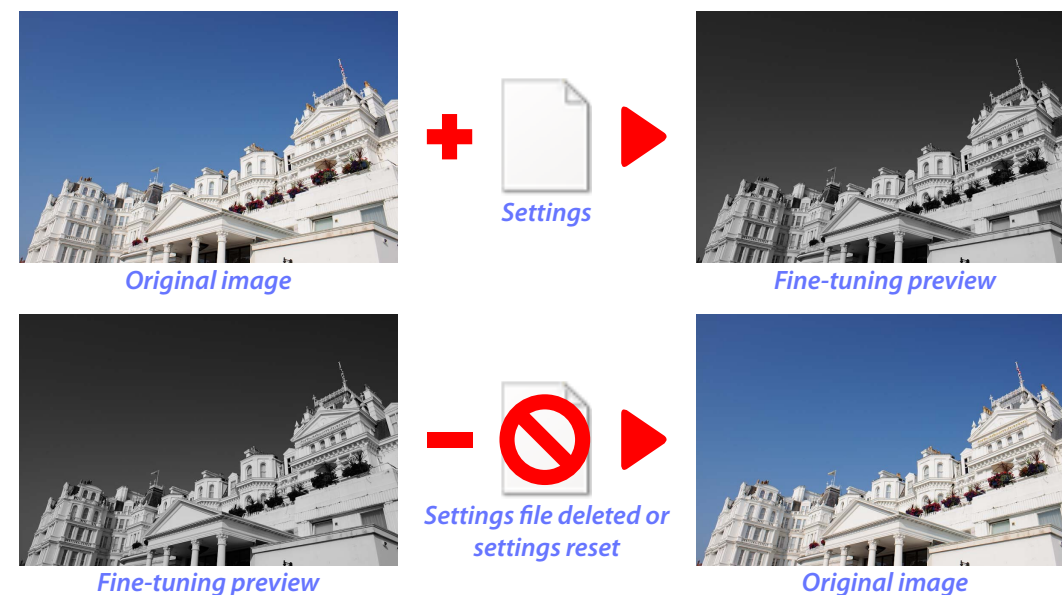 Settings
Original image
Fine-tuning preview
Settings file deleted or
settings reset
Fine-tuning preview
Original image